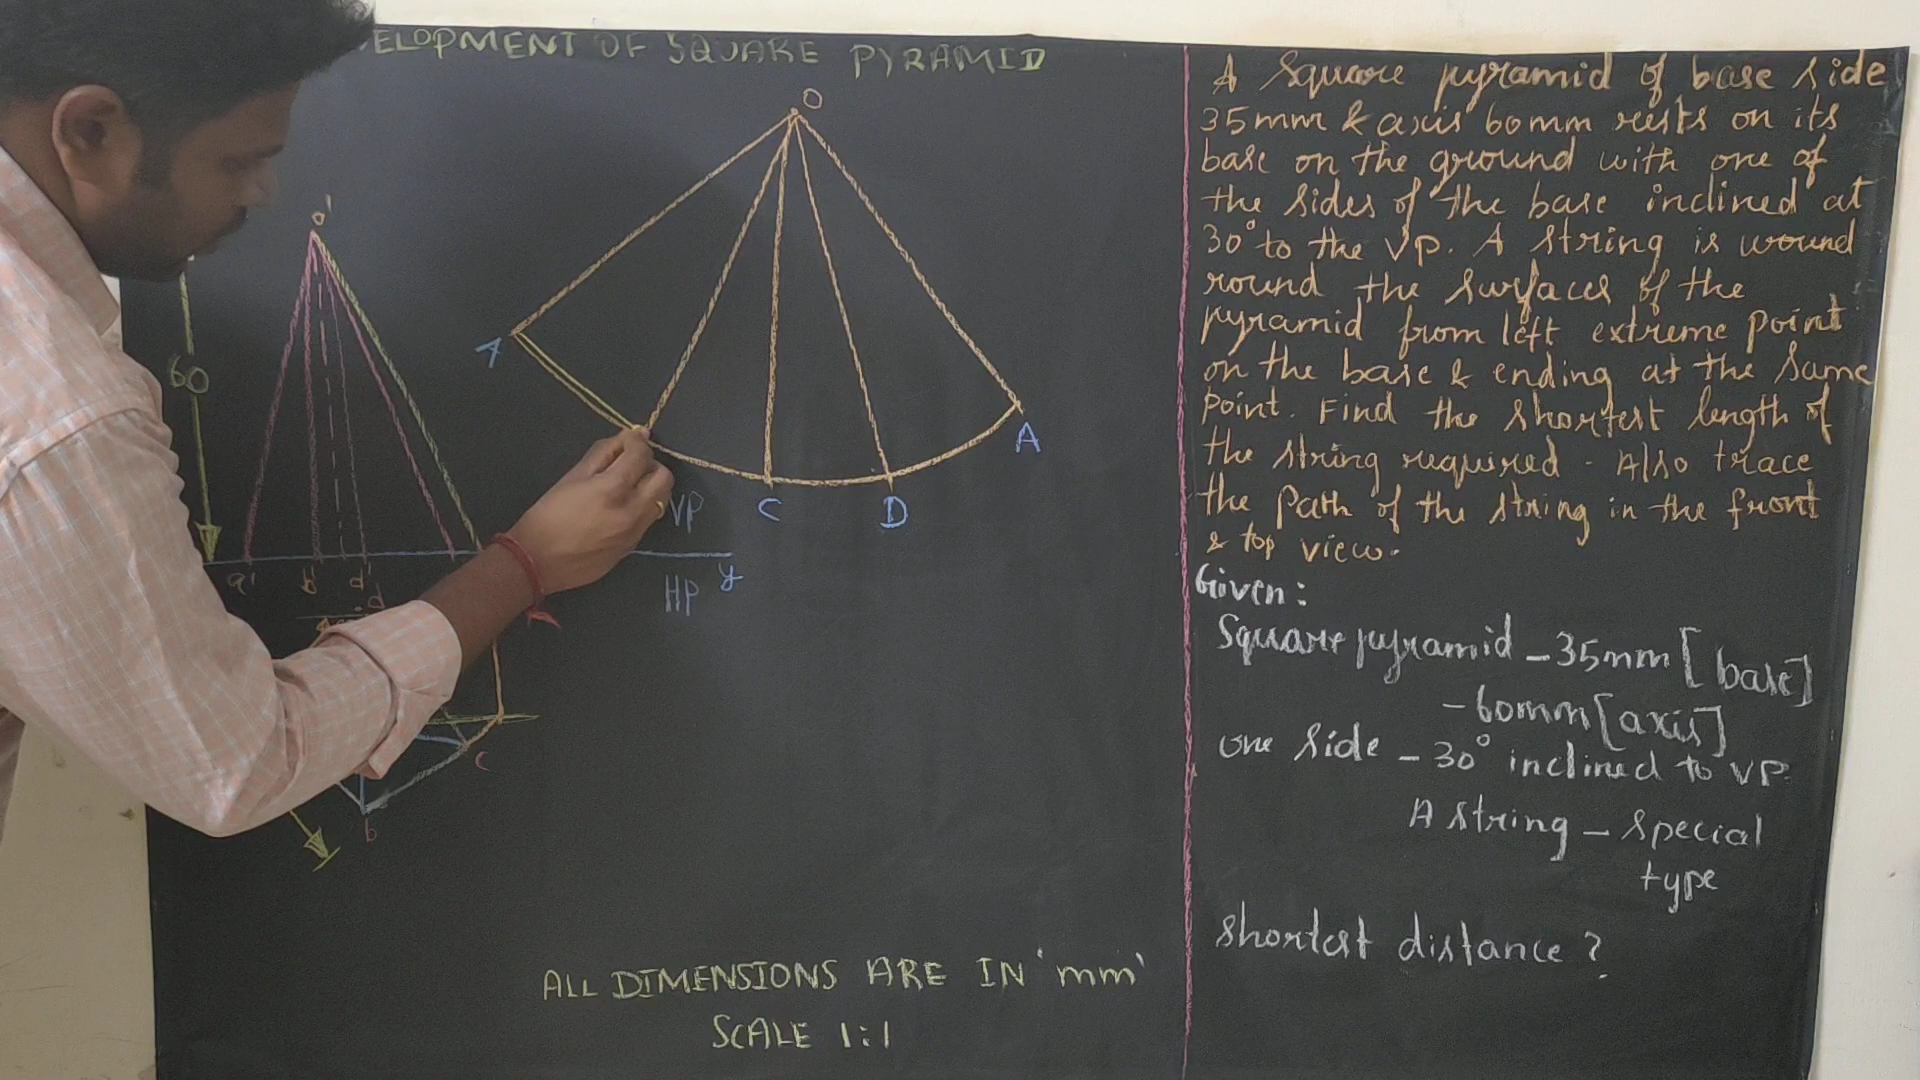 ELOPMENT OF SQUARE PYRAMID
O
o'
A
60
A
VP
C
D
HP
y
a'
b'
d'
d
c
b
ALL DIMENSIONS ARE IN 'mm'
SCALE 1:1
A Square pyramid of base side
35mm & axis 60mm rests on its
base on the ground with one of
the sides of the base inclined at
30° to the VP. A string is wound
round the surfaces of the
pyramid from left extreme point
on the base & ending at the same
point. Find the shortest length of
the string required. Also trace
the path of the string in the front
& top view.
Given:
Square pyramid - 35mm [base]
- 60mm [axis]
one side - 30° inclined to VP.
A string - special
type
shortest distance?